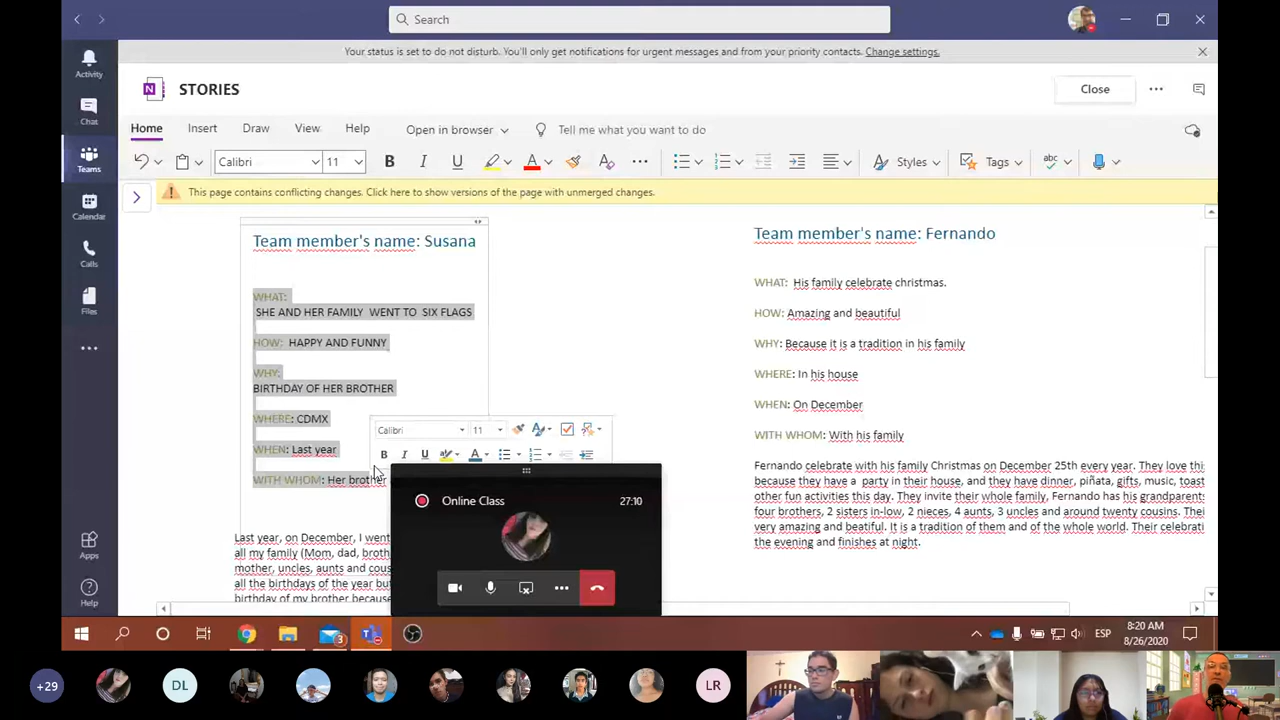 Search
Your status is set to do not disturb. You'll only get notifications for urgent messages and from your priority contacts. Change settings.
Activity
Chat
Teams
Calendar
Calls
Files
Apps
Help
STORIES
Close
Home Insert Draw View Help Open in browser Tell me what you want to do
Calibri 11 B I U A Styles Tags abc
This page contains conflicting changes. Click here to show versions of the page with unmerged changes.
Team member's name: Susana
WHAT:
SHE AND HER FAMILY WENT TO SIX FLAGS
HOW: HAPPY AND FUNNY
WHY:
BIRTHDAY OF HER BROTHER
WHERE: CDMX
WHEN: Last year
WITH WHOM: Her brother
Last year, on December, I went
all my family (Mom, dad, broth
mother, uncles, aunts and cous
all the birthdays of the year but
birthday of my brother because
Calibri 11
B I U A
Online Class 27:10
Team member's name: Fernando
WHAT: His family celebrate christmas.
HOW: Amazing and beautiful
WHY: Because it is a tradition in his family
WHERE: In his house
WHEN: On December
WITH WHOM: With his family
Fernando celebrate with his family Christmas on December 25th every year. They love thi
because they have a party in their house, and they have dinner, piñata, gifts, music, toast
other fun activities this day. They invite their whole family, Fernando has his grandparents
four brothers, 2 sisters in-low, 2 nieces, 4 aunts, 3 uncles and around twenty cousins. The
very amazing and beatiful. It is a tradition of them and of the whole world. Their celebrati
the evening and finishes at night.
3
ESP
8:20 AM
8/26/2020
+29
DL
LR